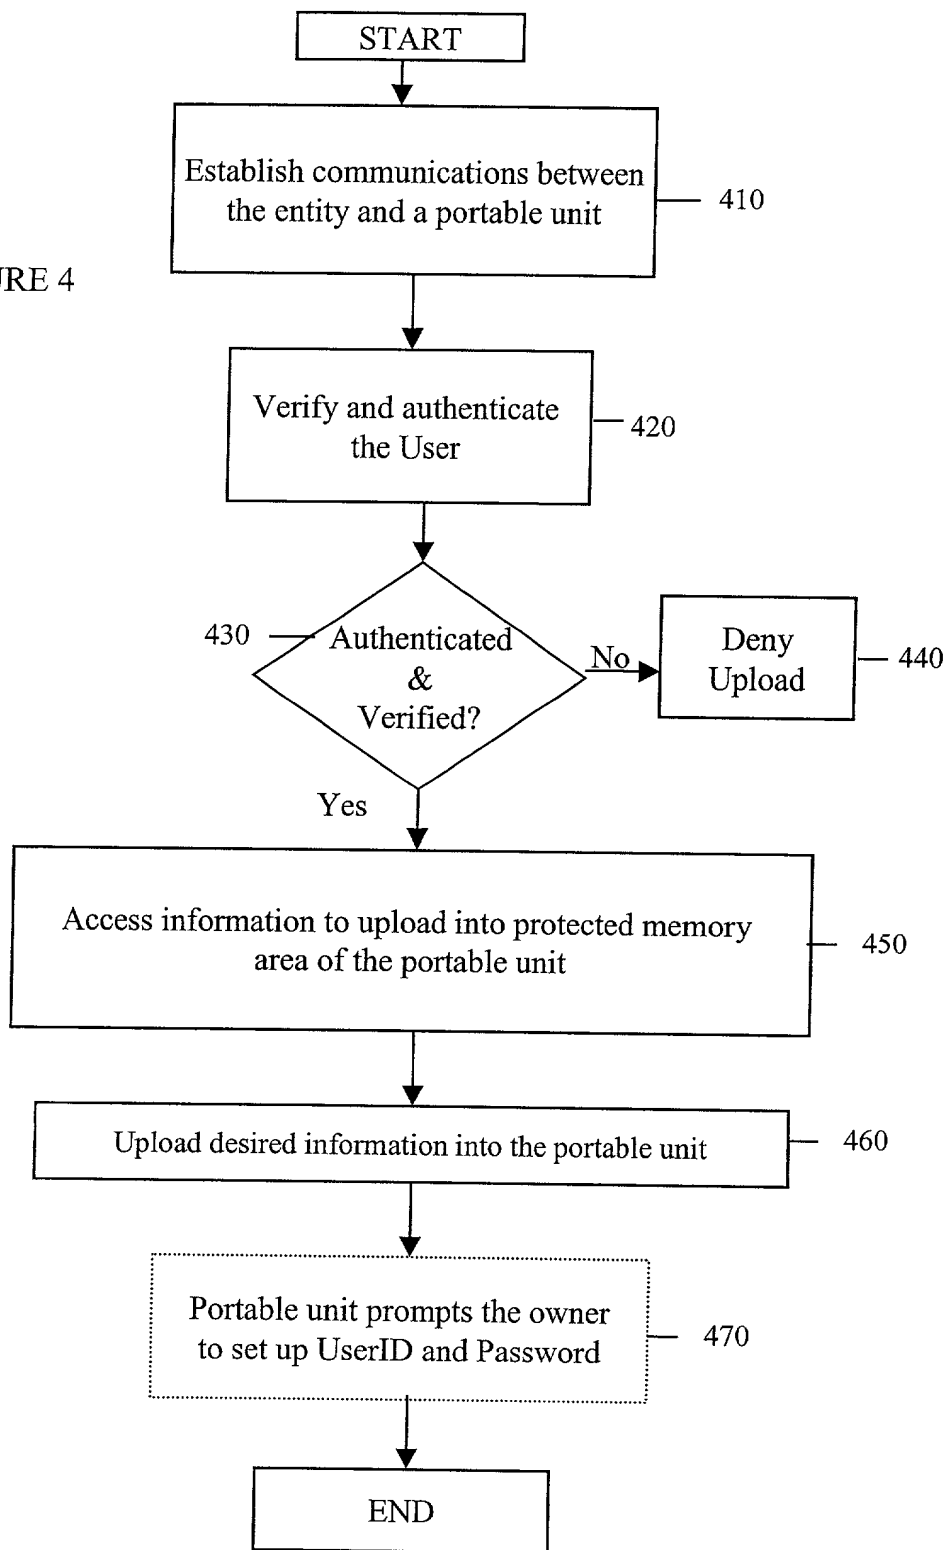 START
Establish communications between
the entity and a portable unit
410
URE 4
Verify and authenticate
the User
420
430
Authenticated
&
Verified?
No
Deny
Upload
440
Yes
Access information to upload into protected memory
area of the portable unit
450
Upload desired information into the portable unit
460
Portable unit prompts the owner
to set up UserID and Password
470
END